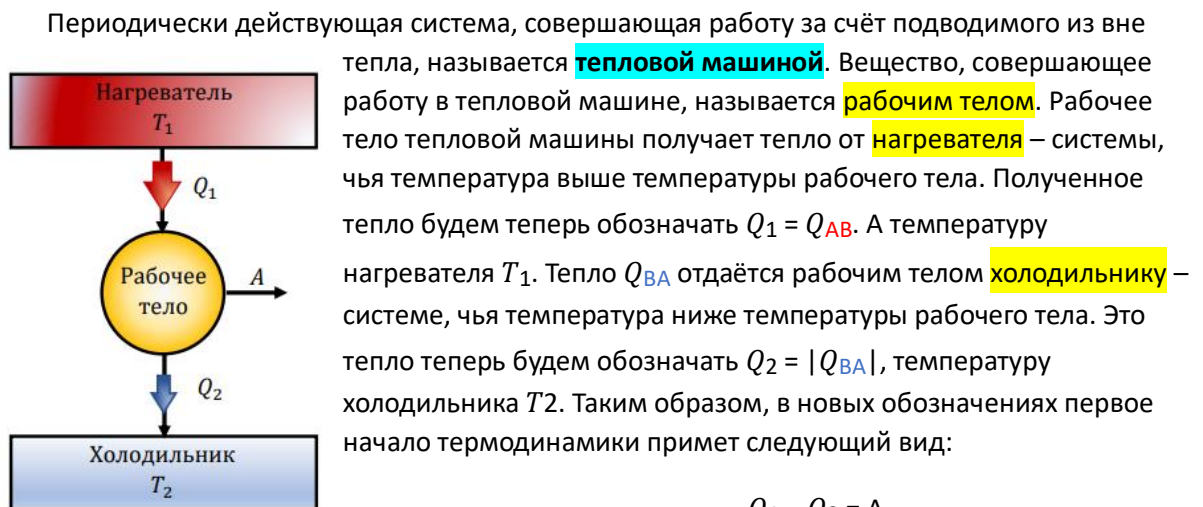 Периодически действующая система, совершающая работу за счёт подводимого из вне
тепла, называется тепловой машиной. Вещество, совершающее
работу в тепловой машине, называется рабочим телом. Рабочее
тело тепловой машины получает тепло от нагревателя – системы,
чья температура выше температуры рабочего тела. Полученное
тепло будем теперь обозначать Q₁ = Q_AB. А температуру
нагревателя T₁. Тепло Q_BA отдаётся рабочим телом холодильнику –
системе, чья температура ниже температуры рабочего тела. Это
тепло теперь будем обозначать Q₂ = |Q_BA|, температуру
холодильника T2. Таким образом, в новых обозначениях первое
начало термодинамики примет следующий вид:
Нагреватель
T₁
Q₁
Рабочее
тело
A
Q₂
Холодильник
T₂